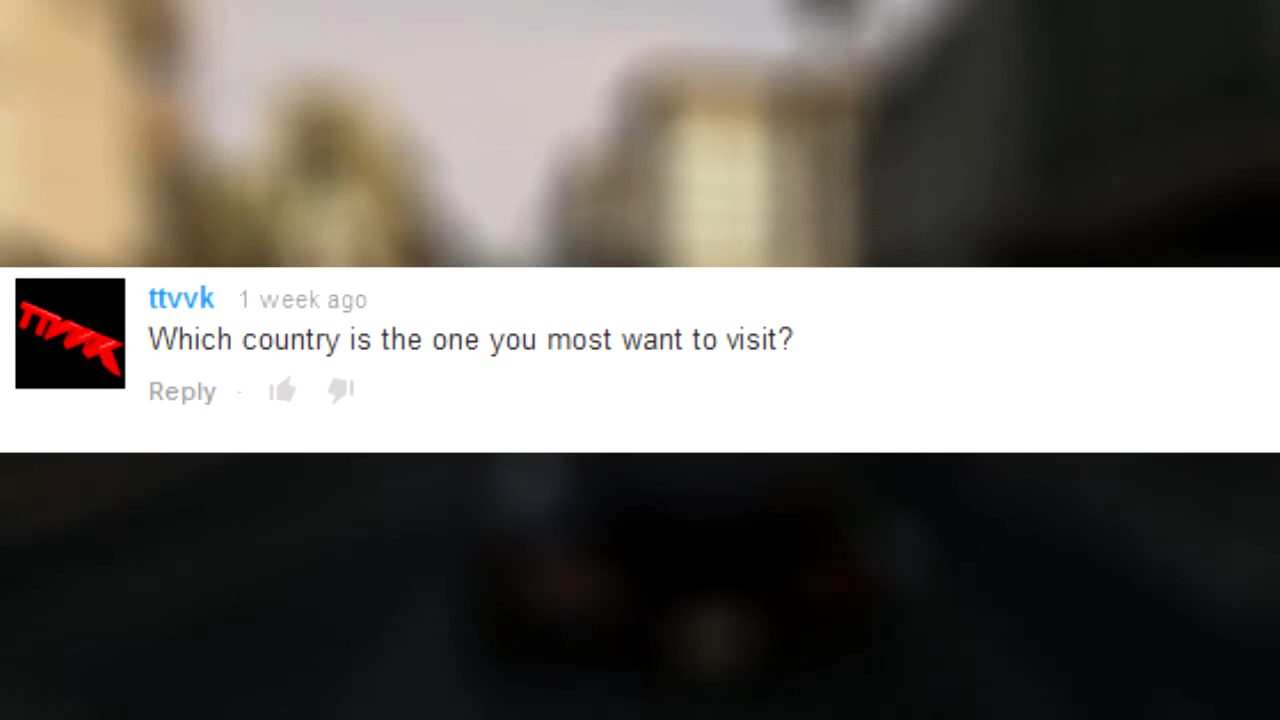 TTVVK
ttvvk 1 week ago
Which country is the one you most want to visit?
Reply ·